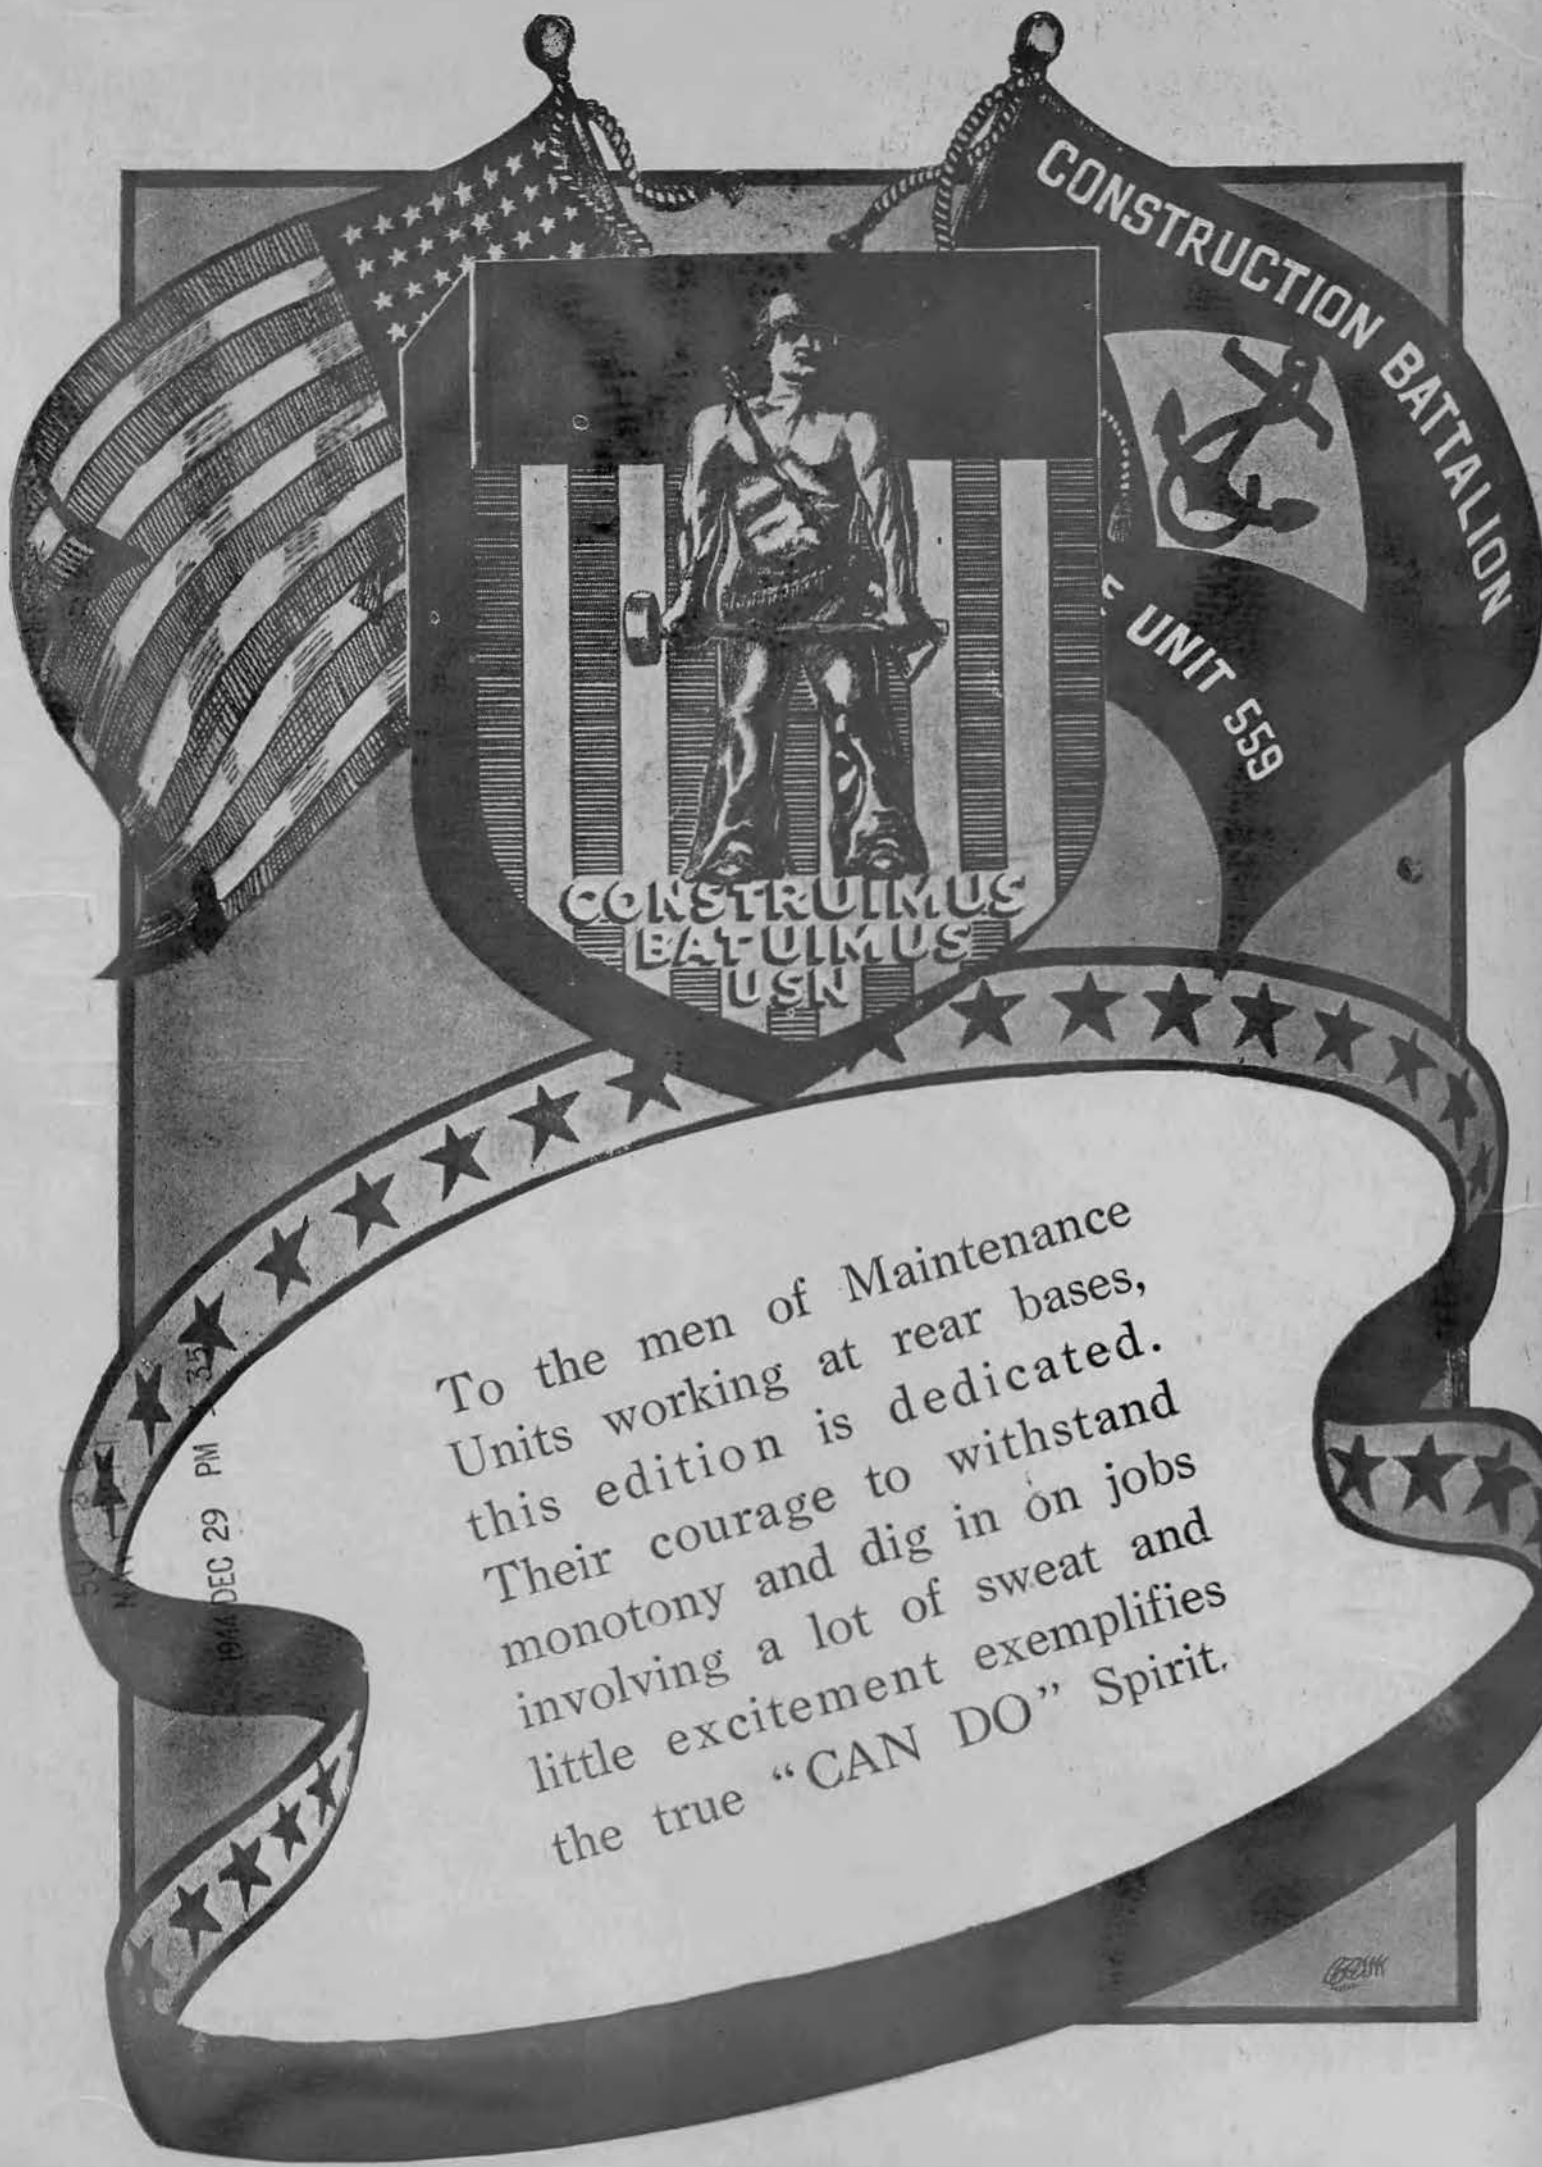 CONSTRUCTION BATTALION
UNIT 559
CONSTRUIMUS
BATUIMUS
USN
To the men of Maintenance
Units working at rear bases,
this edition is dedicated.
Their courage to withstand
monotony and dig in on jobs
involving a lot of sweat and
little excitement exemplifies
the true “CAN DO” Spirit.
1944 DEC 29 PM 35